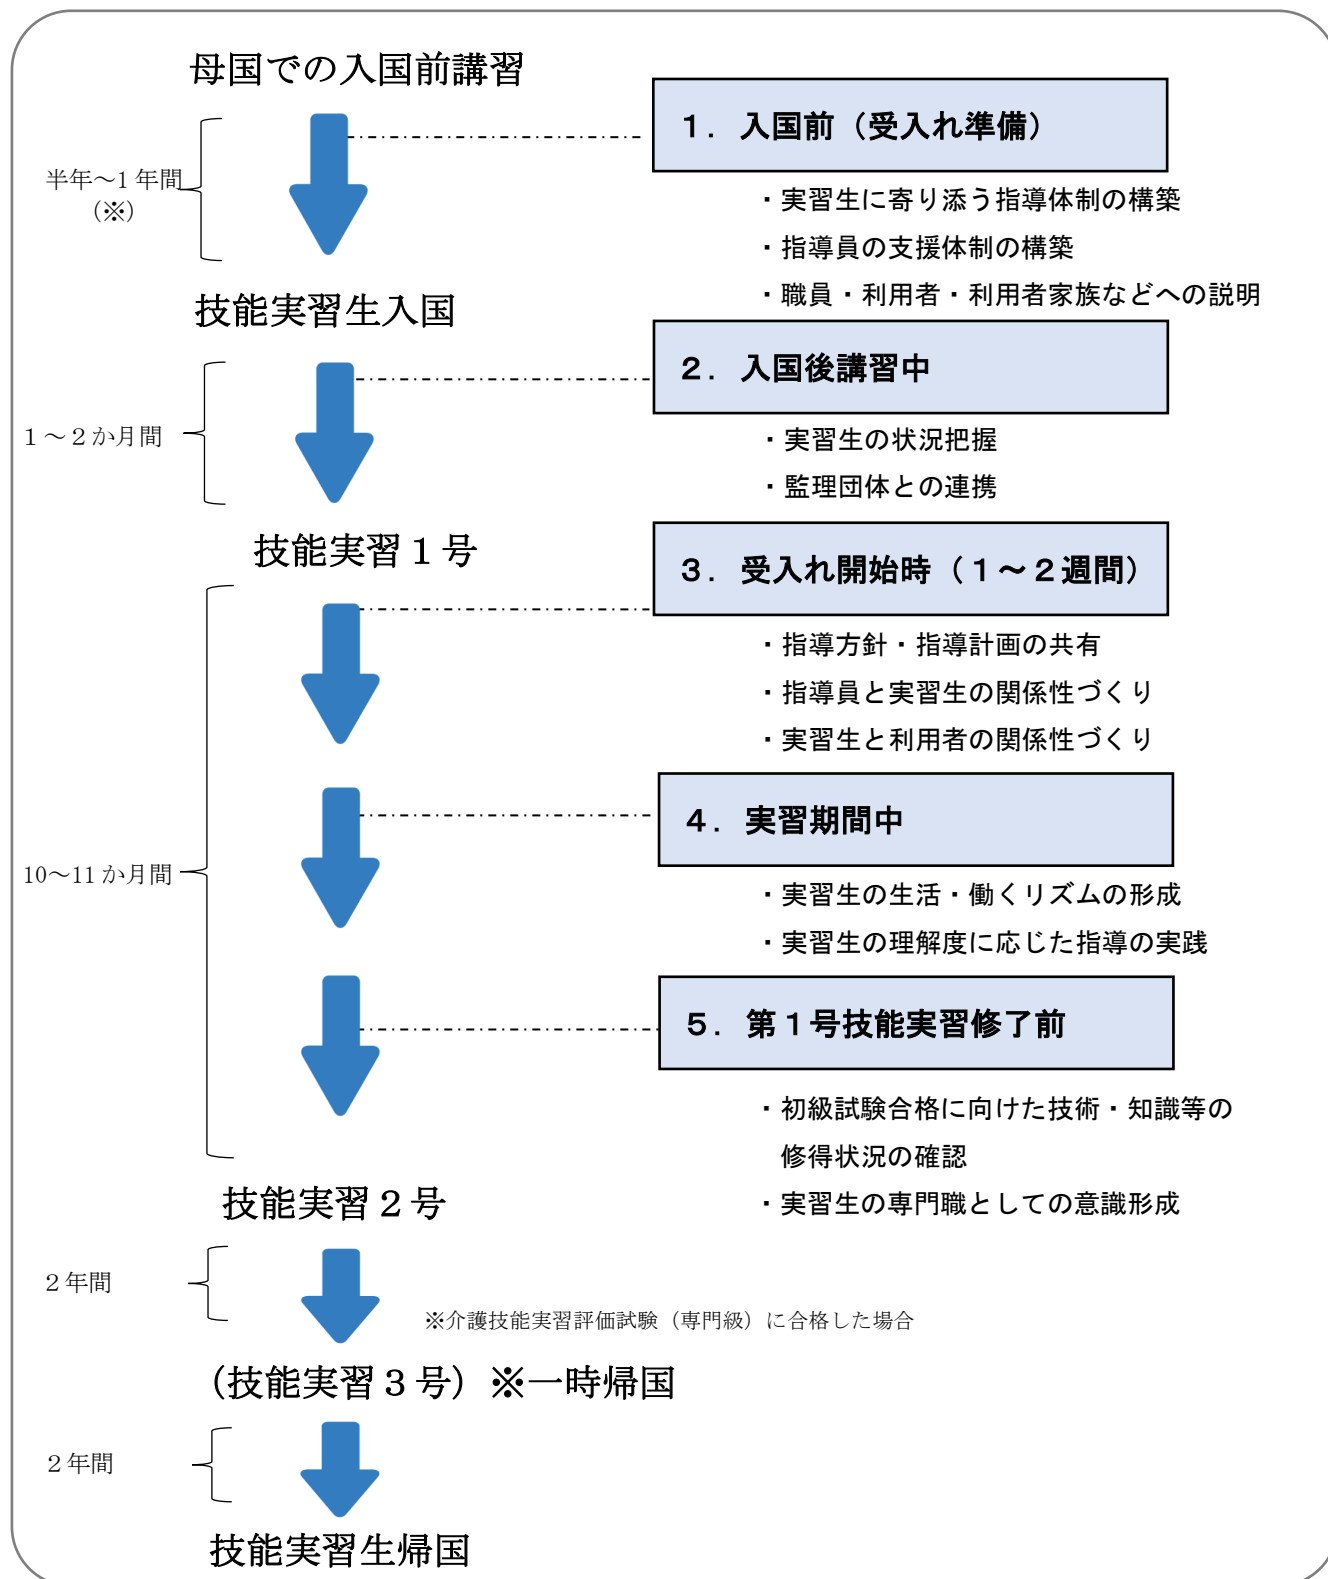 母国での入国前講習
１．入国前（受入れ準備）
半年～1 年間
（※）
・実習生に寄り添う指導体制の構築
・指導員の支援体制の構築
・職員・利用者・利用者家族などへの説明
技能実習生入国
２．入国後講習中
１～２か月間
・実習生の状況把握
・監理団体との連携
技能実習１号
３．受入れ開始時（１～２週間）
・指導方針・指導計画の共有
・指導員と実習生の関係性づくり
・実習生と利用者の関係性づくり
４．実習期間中
10～11 か月間
・実習生の生活・働くリズムの形成
・実習生の理解度に応じた指導の実践
５．第１号技能実習修了前
・初級試験合格に向けた技術・知識等の
修得状況の確認
・実習生の専門職としての意識形成
技能実習２号
２年間
※介護技能実習評価試験（専門級）に合格した場合
（技能実習３号）※一時帰国
２年間
技能実習生帰国